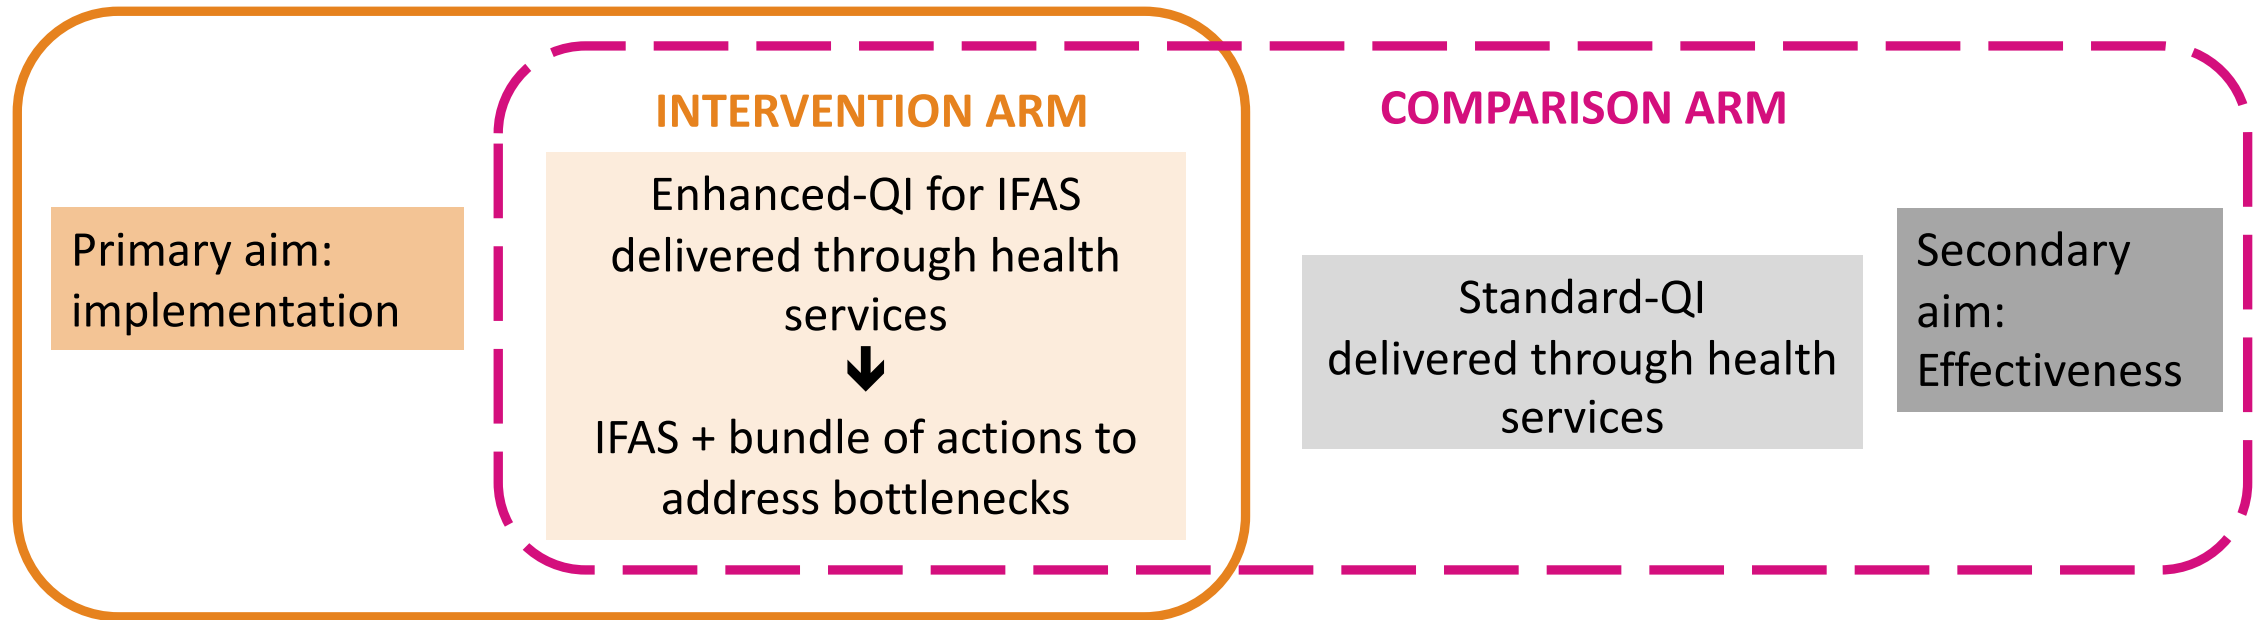 Primary aim:
implementation
INTERVENTION ARM
Enhanced-QI for IFAS
delivered through health
services
IFAS + bundle of actions to
address bottlenecks
COMPARISON ARM
Standard-QI
delivered through health
services
Secondary
aim:
Effectiveness